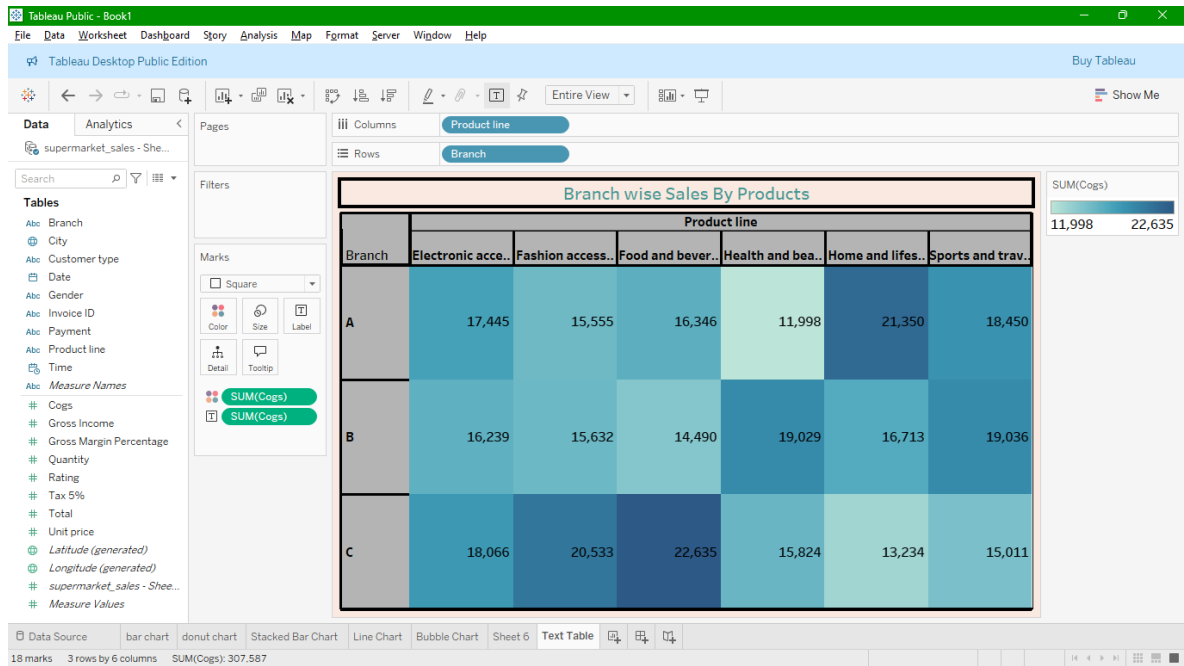 Tableau Public - Book1
File Data Worksheet Dashboard Story Analysis Map Format Server Window Help
Tableau Desktop Public Edition
Buy Tableau
Entire View
Show Me
Data Analytics
supermarket_sales - She...
Search
Tables
Abc Branch
City
Abc Customer type
Date
Abc Gender
Abc Invoice ID
Abc Payment
Abc Product line
Time
Abc Measure Names
# Cogs
# Gross Income
# Gross Margin Percentage
# Quantity
# Rating
# Tax 5%
# Total
# Unit price
Latitude (generated)
Longitude (generated)
# supermarket_sales - Shee...
# Measure Values
Pages
Filters
Marks
Square
Color Size Label
Detail Tooltip
SUM(Cogs)
SUM(Cogs)
Columns Product line
Rows Branch
Branch wise Sales By Products
Product line
Branch Electronic acce.. Fashion access.. Food and bever.. Health and bea.. Home and lifes.. Sports and trav..
A 17,445 15,555 16,346 11,998 21,350 18,450
B 16,239 15,632 14,490 19,029 16,713 19,036
C 18,066 20,533 22,635 15,824 13,234 15,011
SUM(Cogs)
11,998 22,635
Data Source bar chart donut chart Stacked Bar Chart Line Chart Bubble Chart Sheet 6 Text Table
18 marks 3 rows by 6 columns SUM(Cogs): 307,587